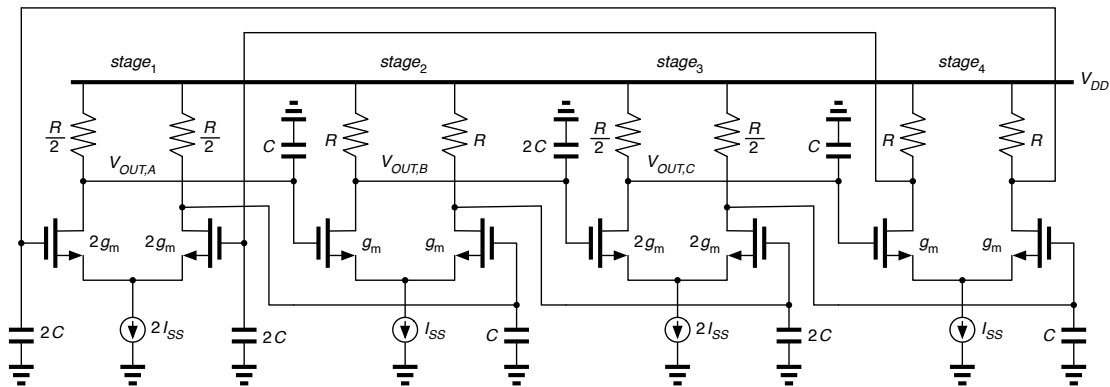 stage1 stage2 stage3 stage4
VDD
R/2 R/2 C R R 2C R/2 R/2 C R R
VOUT,A VOUT,B VOUT,C
2gm 2gm gm gm 2gm 2gm gm gm
2C 2ISS 2C ISS C 2ISS 2C ISS C